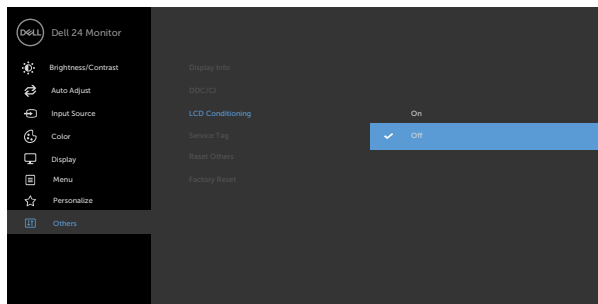 DELL
Dell 24 Monitor
Brightness/Contrast
Auto Adjust
Input Source
Color
Display
Menu
Personalize
Others
Display Info
DDC/CI
LCD Conditioning
Service Tag
Reset Others
Factory Reset
On
Off